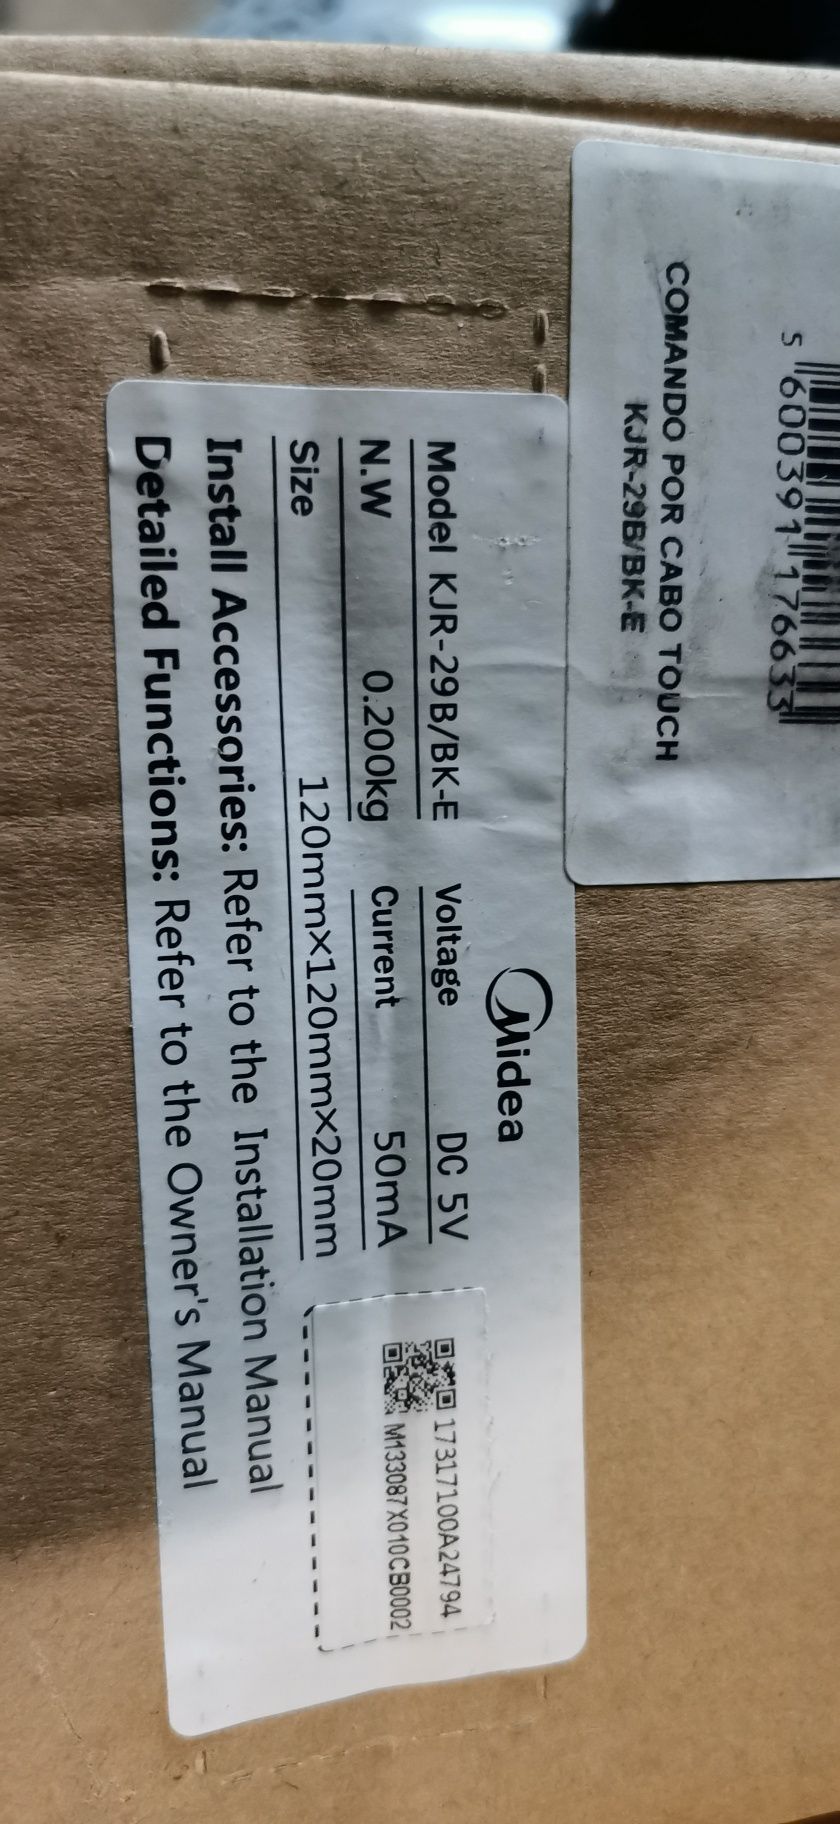 5 600391 176633
COMANDO POR CABO TOUCH
KJR-29B/BK-E
Midea
Model KJR-29B/BK-E Voltage DC 5V
N.W 0.200kg Current 50mA
Size 120mm×120mm×20mm
Install Accessories: Refer to the Installation Manual
Detailed Functions: Refer to the Owner's Manual
17317100A24794
M133087X010CB0002